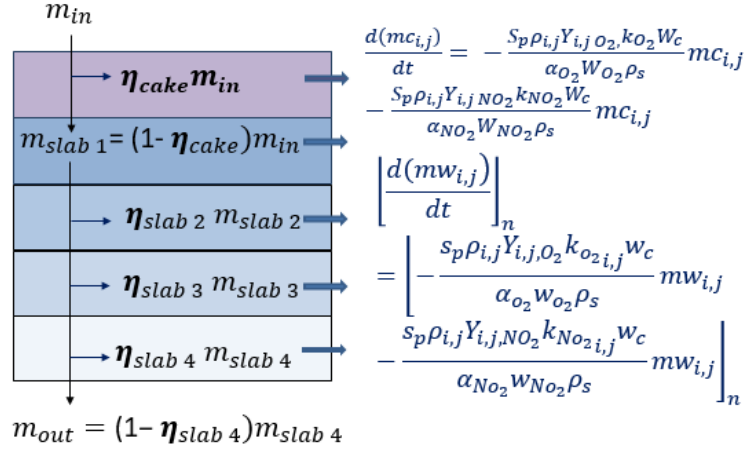 m_in
η_cake m_in
m_slab 1 = (1- η_cake)m_in
η_slab 2 m_slab 2
η_slab 3 m_slab 3
η_slab 4 m_slab 4
m_out = (1– η_slab 4)m_slab 4
d(mc_i,j)/dt = − (S_p ρ_i,j Y_i,j O₂, k_O₂ W_c)/(α_O₂ W_O₂ ρ_s) mc_i,j
− (S_p ρ_i,j Y_i,j NO₂ k_NO₂ W_c)/(α_NO₂ W_NO₂ ρ_s) mc_i,j
⌊d(mw_i,j)/dt⌋_n
= ⌊− (s_p ρ_i,j Y_i,j,O₂ k_o₂ i,j w_c)/(α_o₂ w_o₂ ρ_s) mw_i,j
− (s_p ρ_i,j Y_i,j,NO₂ k_No₂ i,j w_c)/(α_No₂ w_No₂ ρ_s) mw_i,j⌋_n